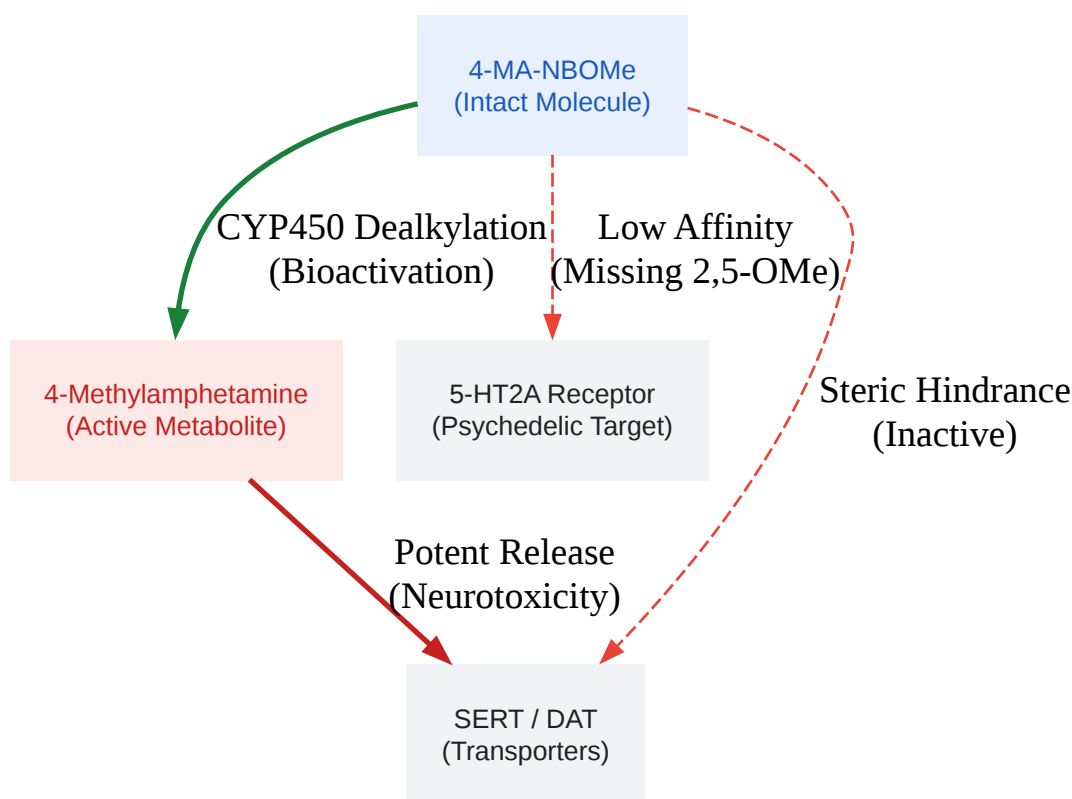 4-MA-NBOMe
(Intact Molecule)
CYP450 Dealkylation
(Bioactivation)
Low Affinity
(Missing 2,5-OMe)
4-Methylamphetamine
(Active Metabolite)
5-HT2A Receptor
(Psychedelic Target)
Steric Hindrance
(Inactive)
Potent Release
(Neurotoxicity)
SERT / DAT
(Transporters)